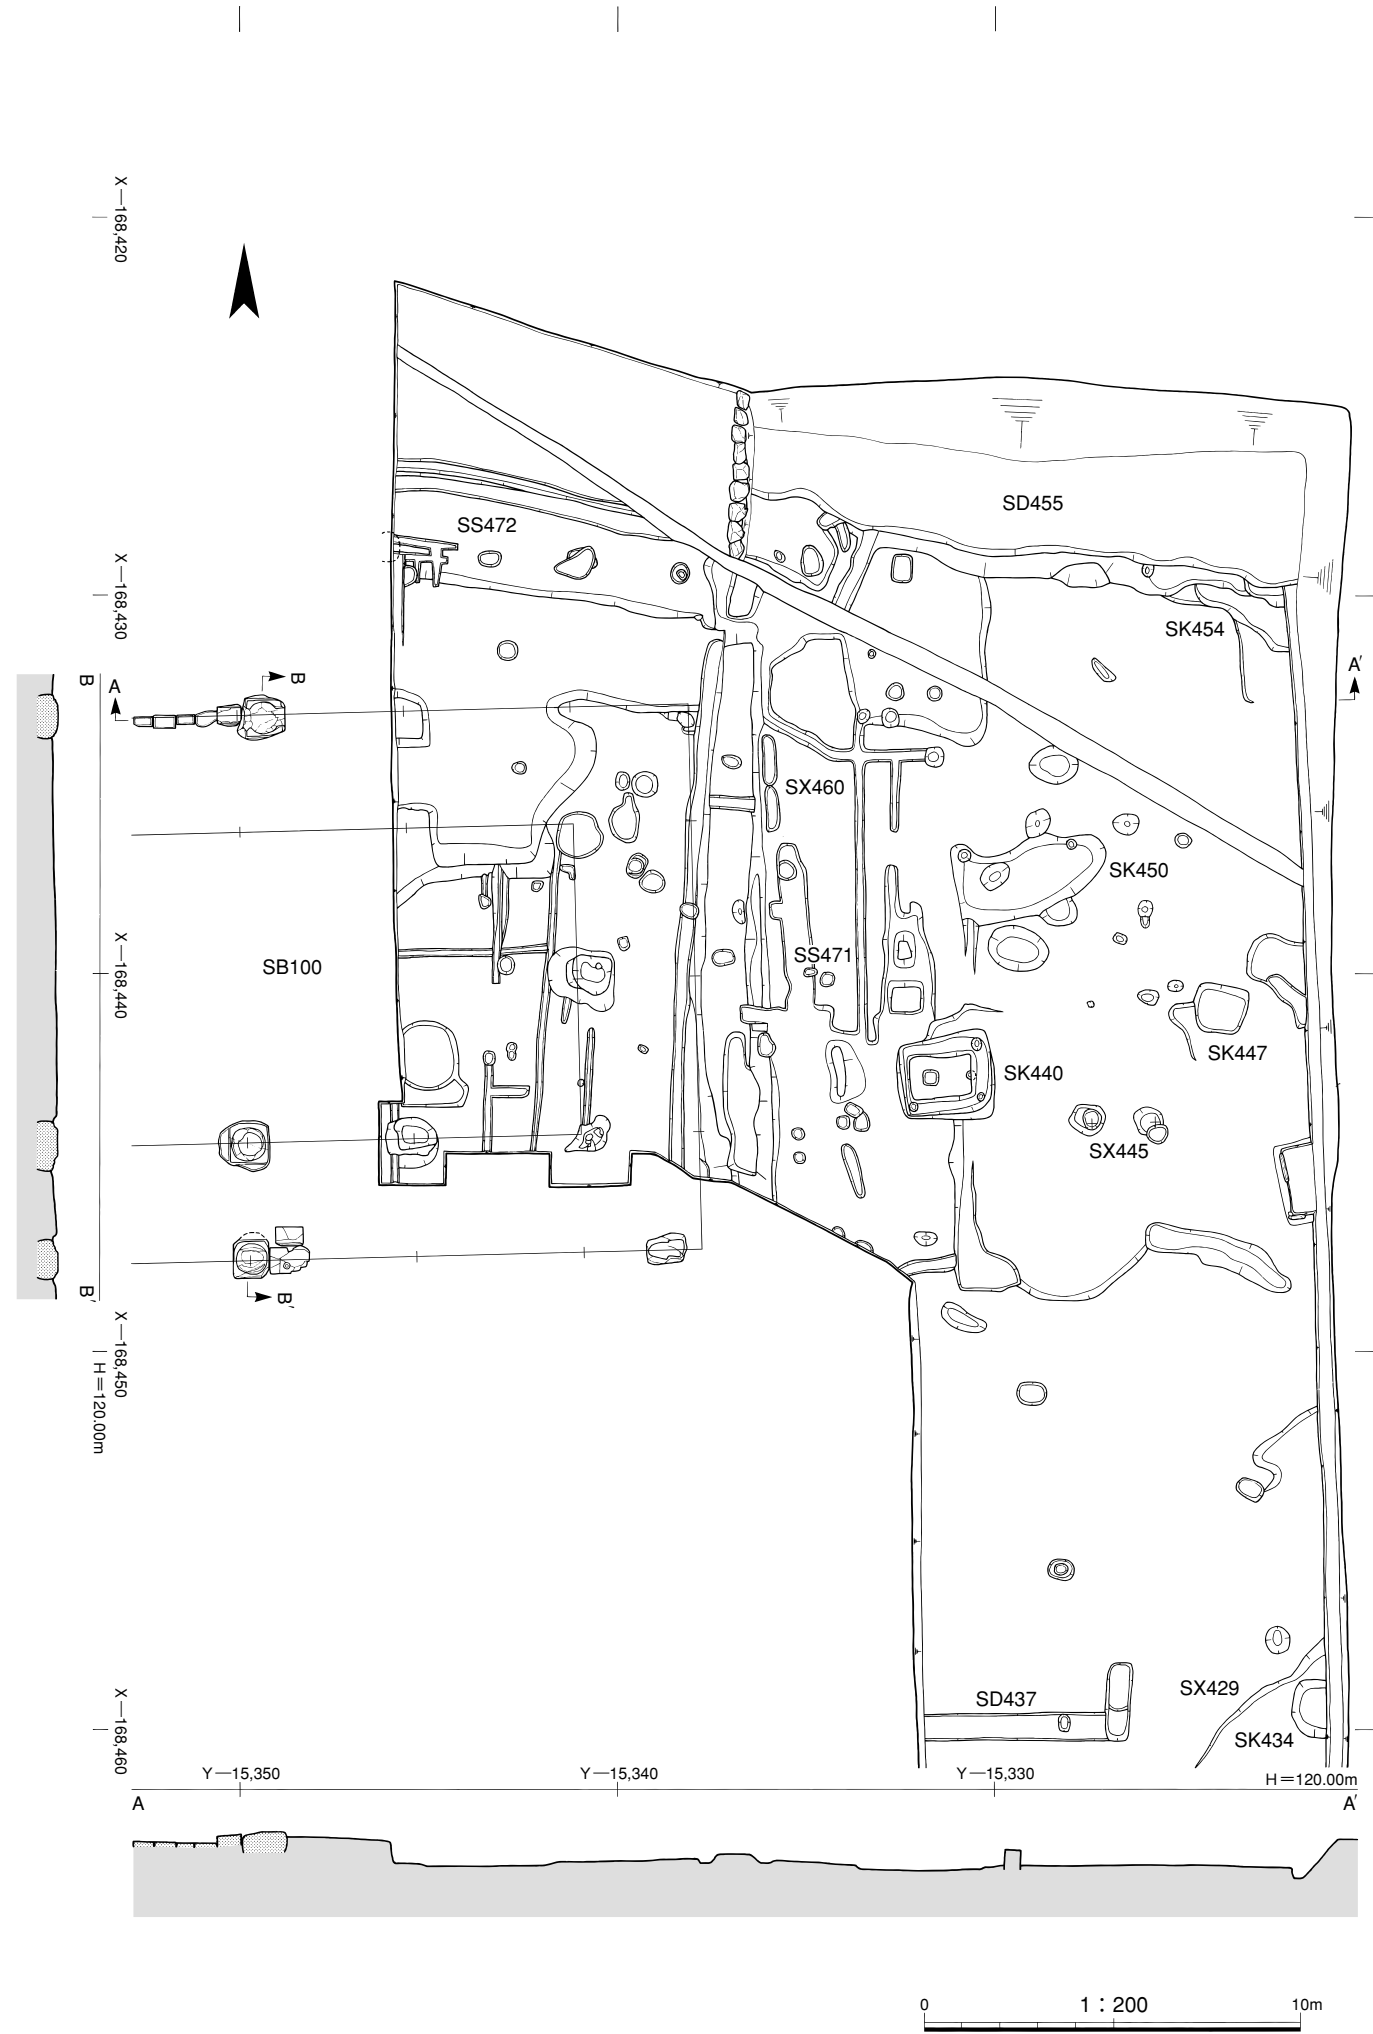 X—168,420
SD455
SS472
X—168,430
SK454
A′
B
A
B
SX460
SK450
SS471
X—168,440
SB100
SK447
SK440
SX445
B′
B′
X—168,450
H=120.00m
SX429
SD437
X—168,460
SK434
Y—15,350
Y—15,340
Y—15,330
H=120.00m
A
A′
0
1：200
10m